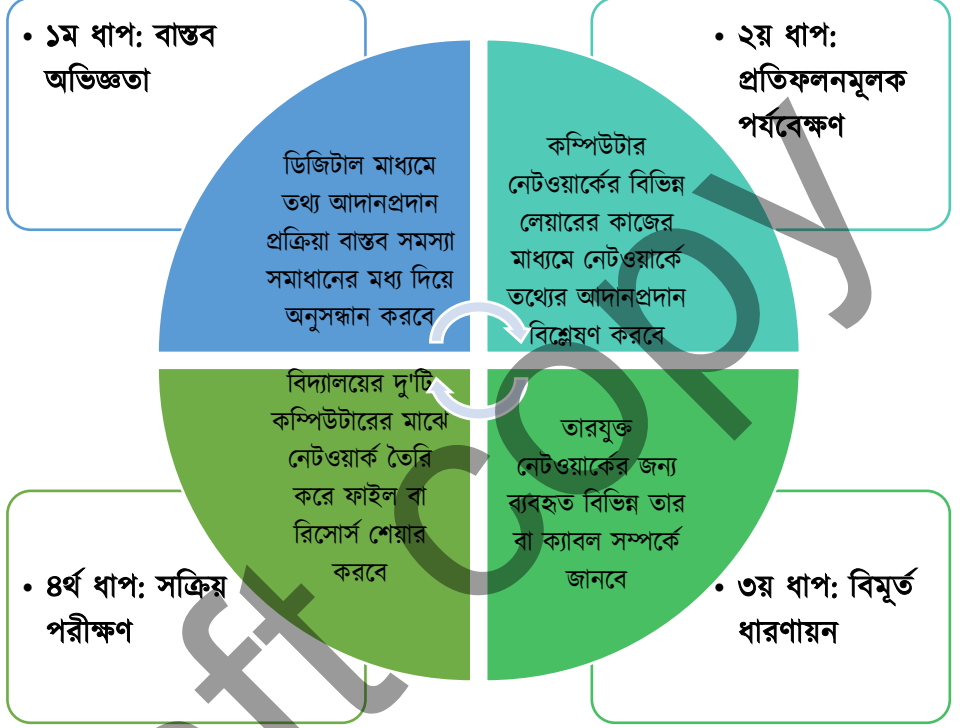 • ১ম ধাপ: বাস্তব
অভিজ্ঞতা
ডিজিটাল মাধ্যমে
তথ্য আদানপ্রদান
প্রক্রিয়া বাস্তব সমস্যা
সমাধানের মধ্য দিয়ে
অনুসন্ধান করবে
• ২য় ধাপ:
প্রতিফলনমূলক
পর্যবেক্ষণ
কম্পিউটার
নেটওয়ার্কের বিভিন্ন
লেয়ারের কাজের
মাধ্যমে নেটওয়ার্কে
তথ্যের আদানপ্রদান
বিশ্লেষণ করবে
তারযুক্ত
নেটওয়ার্কের জন্য
ব্যবহৃত বিভিন্ন তার
বা ক্যাবল সম্পর্কে
জানবে
• ৩য় ধাপ: বিমূর্ত
ধারণায়ন
বিদ্যালয়ের দু'টি
কম্পিউটারের মাঝে
নেটওয়ার্ক তৈরি
করে ফাইল বা
রিসোর্স শেয়ার
করবে
• ৪র্থ ধাপ: সক্রিয়
পরীক্ষণ
ft copy